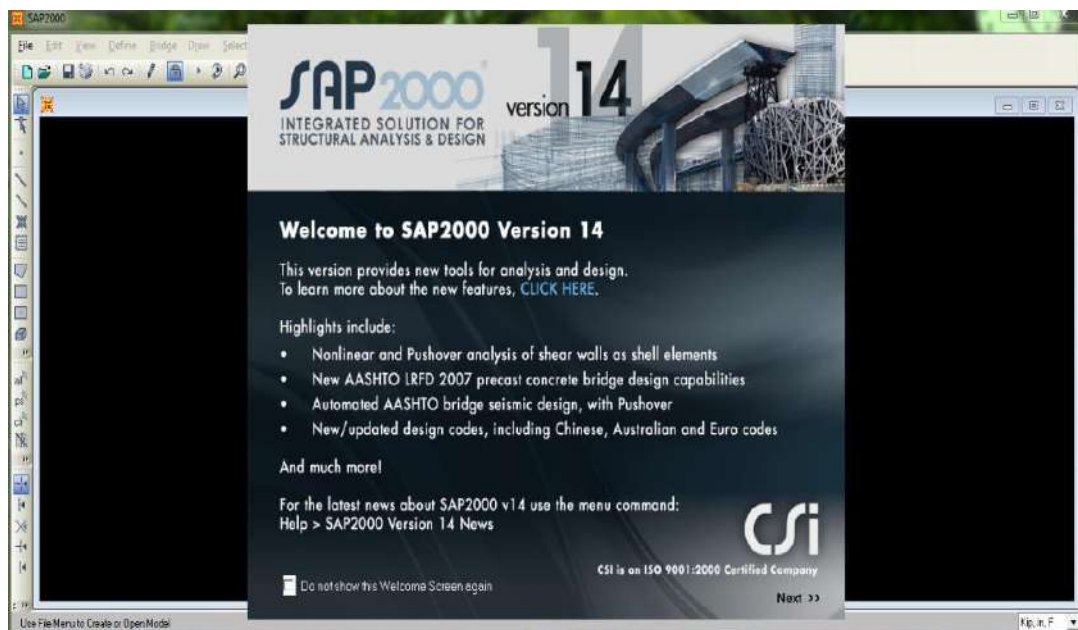 SAP2000
File Edit View Define Bridge Draw Select
SAP2000
version 14
INTEGRATED SOLUTION FOR
STRUCTURAL ANALYSIS & DESIGN
Welcome to SAP2000 Version 14
This version provides new tools for analysis and design.
To learn more about the new features, CLICK HERE.
Highlights include:
• Nonlinear and Pushover analysis of shear walls as shell elements
• New AASHTO LRFD 2007 precast concrete bridge design capabilities
• Automated AASHTO bridge seismic design, with Pushover
• New/updated design codes, including Chinese, Australian and Euro codes
And much more!
For the latest news about SAP2000 v14 use the menu command:
Help > SAP2000 Version 14 News
CSi
CSI is an ISO 9001:2000 Certified Company
Do not show this Welcome Screen again
Next >>
Use File Menu to Create or Open Model
Kip, in, F